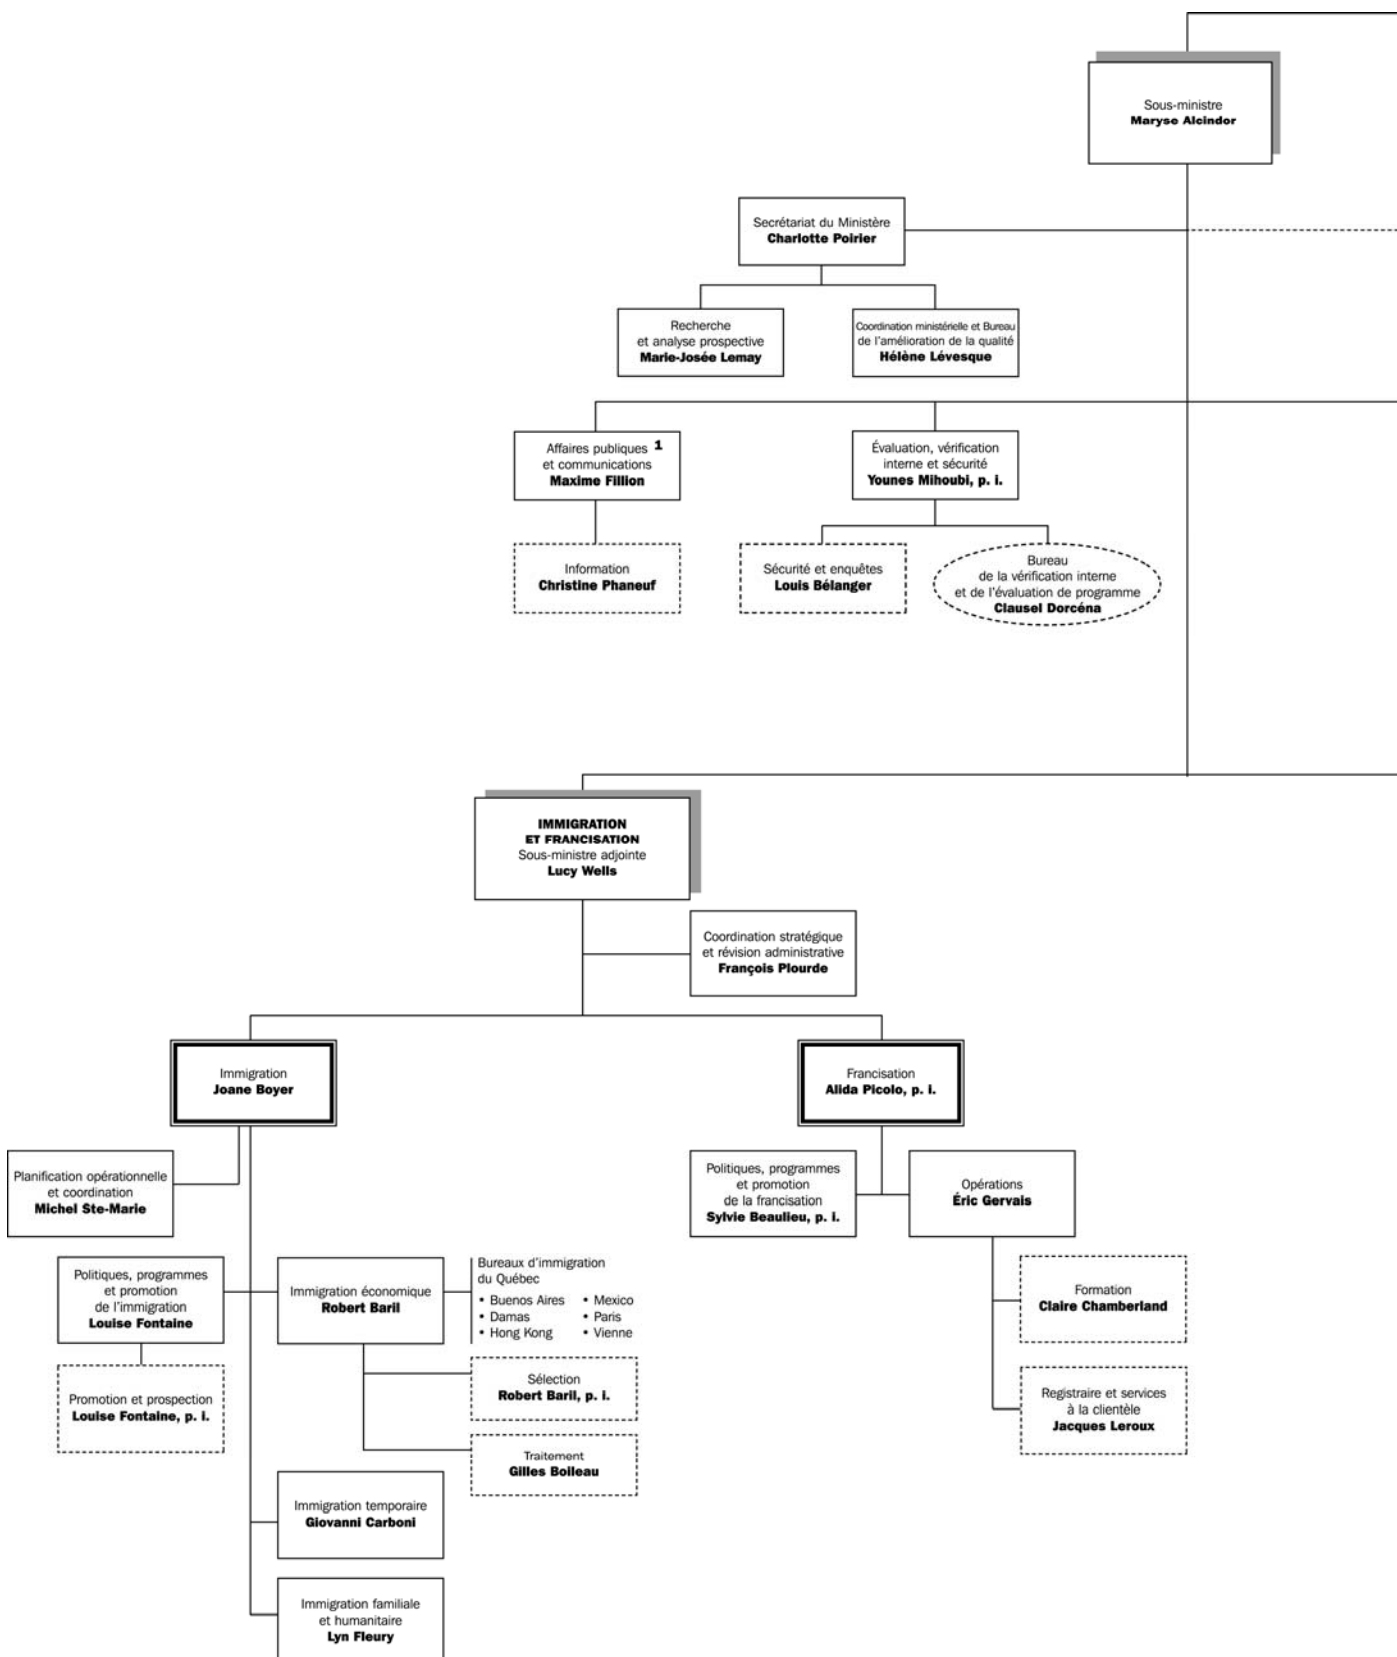 Sous-ministre
Maryse Alcindor
Secrétariat du Ministère
Charlotte Poirier
Recherche
et analyse prospective
Marie-Josée Lemay
Coordination ministérielle et Bureau
de l'amélioration de la qualité
Hélène Lévesque
Affaires publiques 1
et communications
Maxime Fillion
Évaluation, vérification
interne et sécurité
Younes Mihoubi, p. i.
Information
Christine Phaneuf
Sécurité et enquêtes
Louis Bélanger
Bureau
de la vérification interne
et de l'évaluation de programme
Clausel Dorcéna
IMMIGRATION
ET FRANCISATION
Sous-ministre adjointe
Lucy Wells
Coordination stratégique
et révision administrative
François Plourde
Immigration
Joane Boyer
Francisation
Alida Picolo, p. i.
Planification opérationnelle
et coordination
Michel Ste-Marie
Politiques, programmes
et promotion
de la francisation
Sylvie Beaulieu, p. i.
Opérations
Éric Gervais
Politiques, programmes
et promotion
de l'immigration
Louise Fontaine
Immigration économique
Robert Baril
Bureaux d'immigration
du Québec
• Buenos Aires • Mexico
• Damas • Paris
• Hong Kong • Vienne
Formation
Claire Chamberland
Promotion et prospection
Louise Fontaine, p. i.
Sélection
Robert Baril, p. i.
Registraire et services
à la clientèle
Jacques Leroux
Traitement
Gilles Boileau
Immigration temporaire
Giovanni Carboni
Immigration familiale
et humanitaire
Lyn Fleury